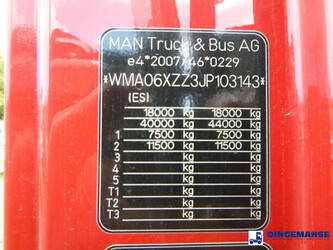 MAN Truck & Bus AG
e4*2007/46*0229
*WMA06XZZ3JP103143*
(ES)
18000 kg 18000 kg
40000 kg 44000 kg
1 7500 kg 7500 kg
2 11500 kg 11500 kg
3 kg kg
4 kg kg
5 kg kg
T1 kg kg
T2 kg kg
T3 kg kg
DINGEMANSE